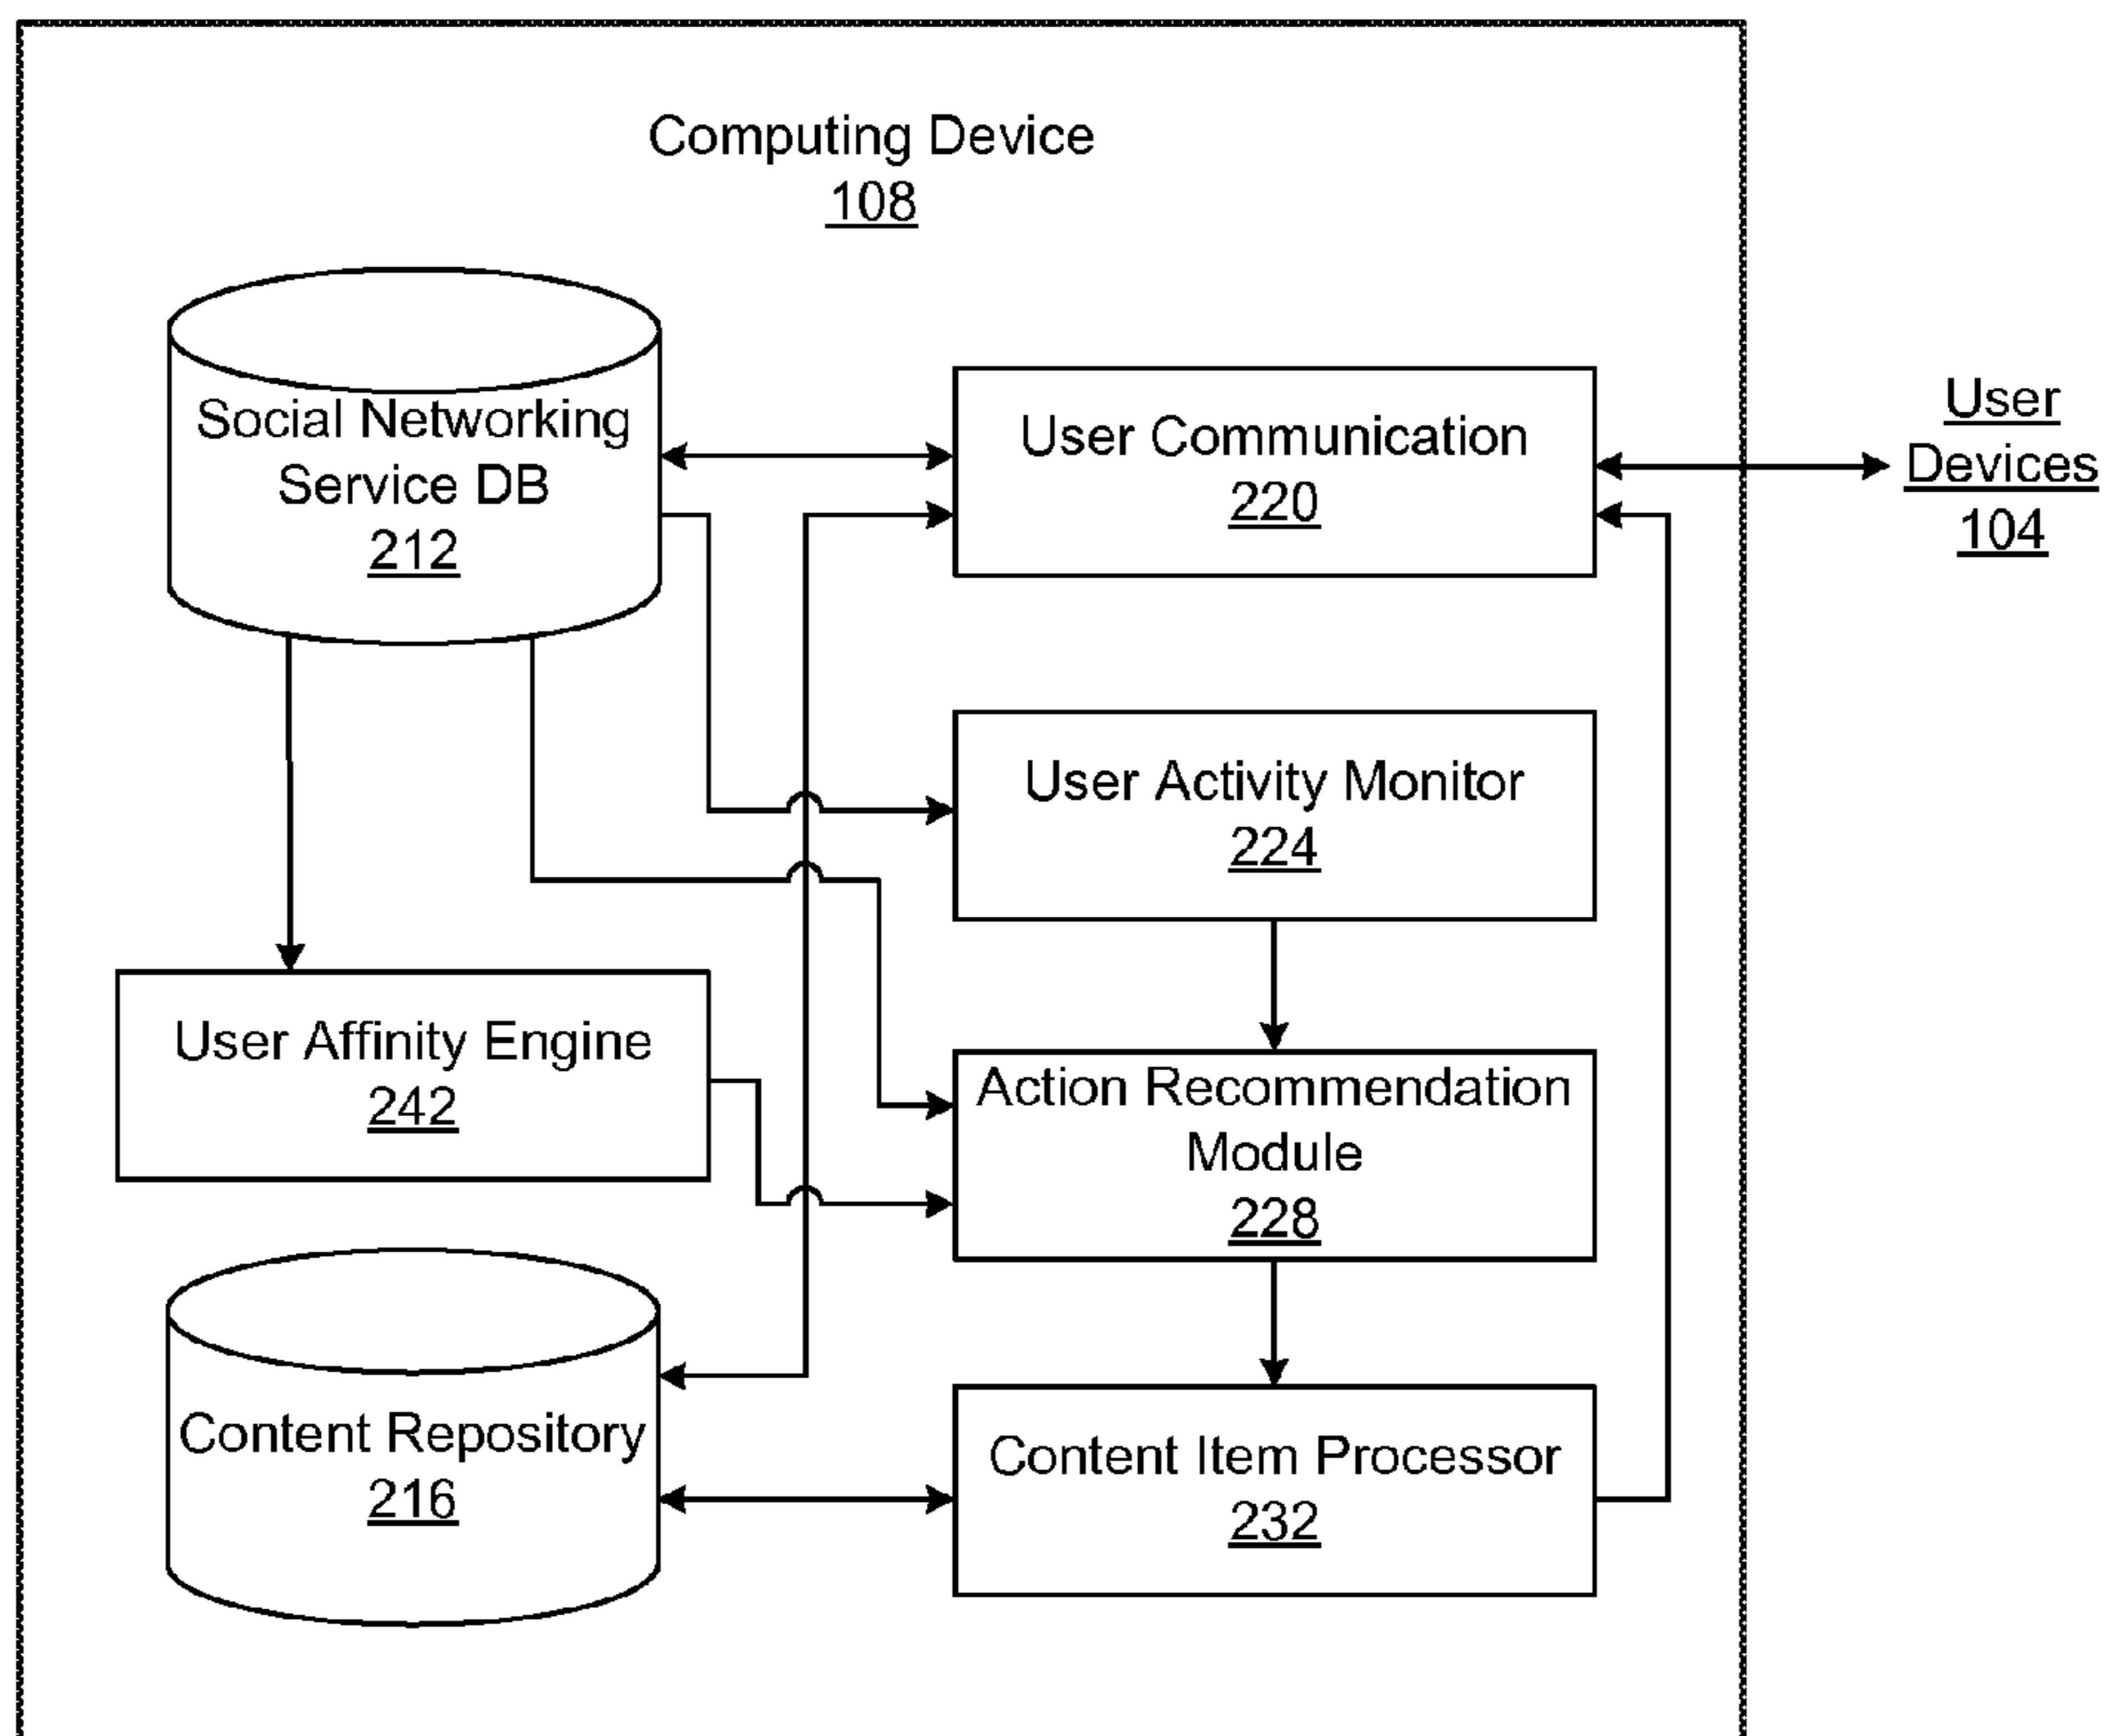 Computing Device
108
Social Networking
Service DB
212
User Communication
220
User
Devices
104
User Activity Monitor
224
User Affinity Engine
242
Action Recommendation
Module
228
Content Repository
216
Content Item Processor
232